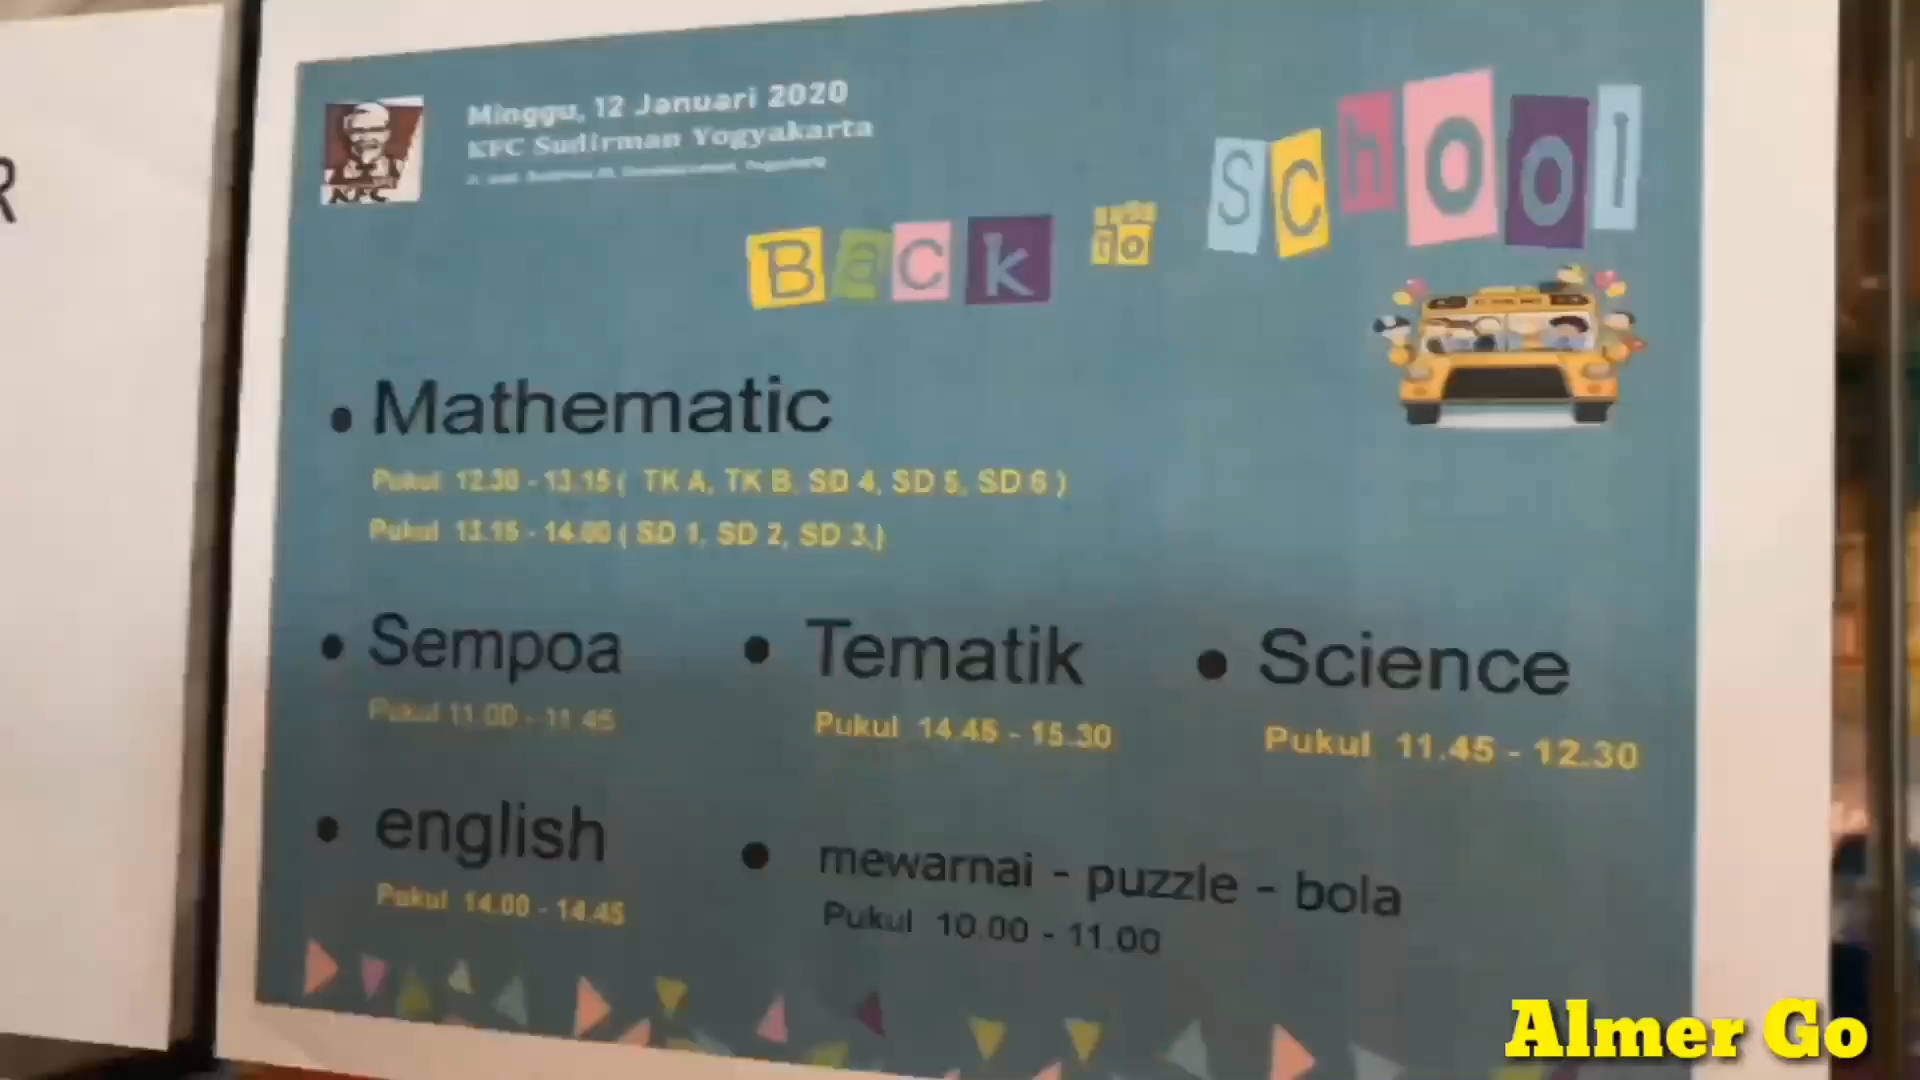 R
KFC
Minggu, 12 Januari 2020
KFC Sudirman Yogyakarta
Yogyakarta
Back to School
• Mathematic
Pukul 12.30 - 13.15 ( TK A, TK B, SD 4, SD 5, SD 6 )
Pukul 13.15 - 14.00 ( SD 1, SD 2, SD 3,)
• Sempoa
Pukul 11.00 - 11.45
• Tematik
Pukul 14.45 - 15.30
• Science
Pukul 11.45 - 12.30
• english
Pukul 14.00 - 14.45
• mewarnai - puzzle - bola
Pukul 10.00 - 11.00
Almer Go